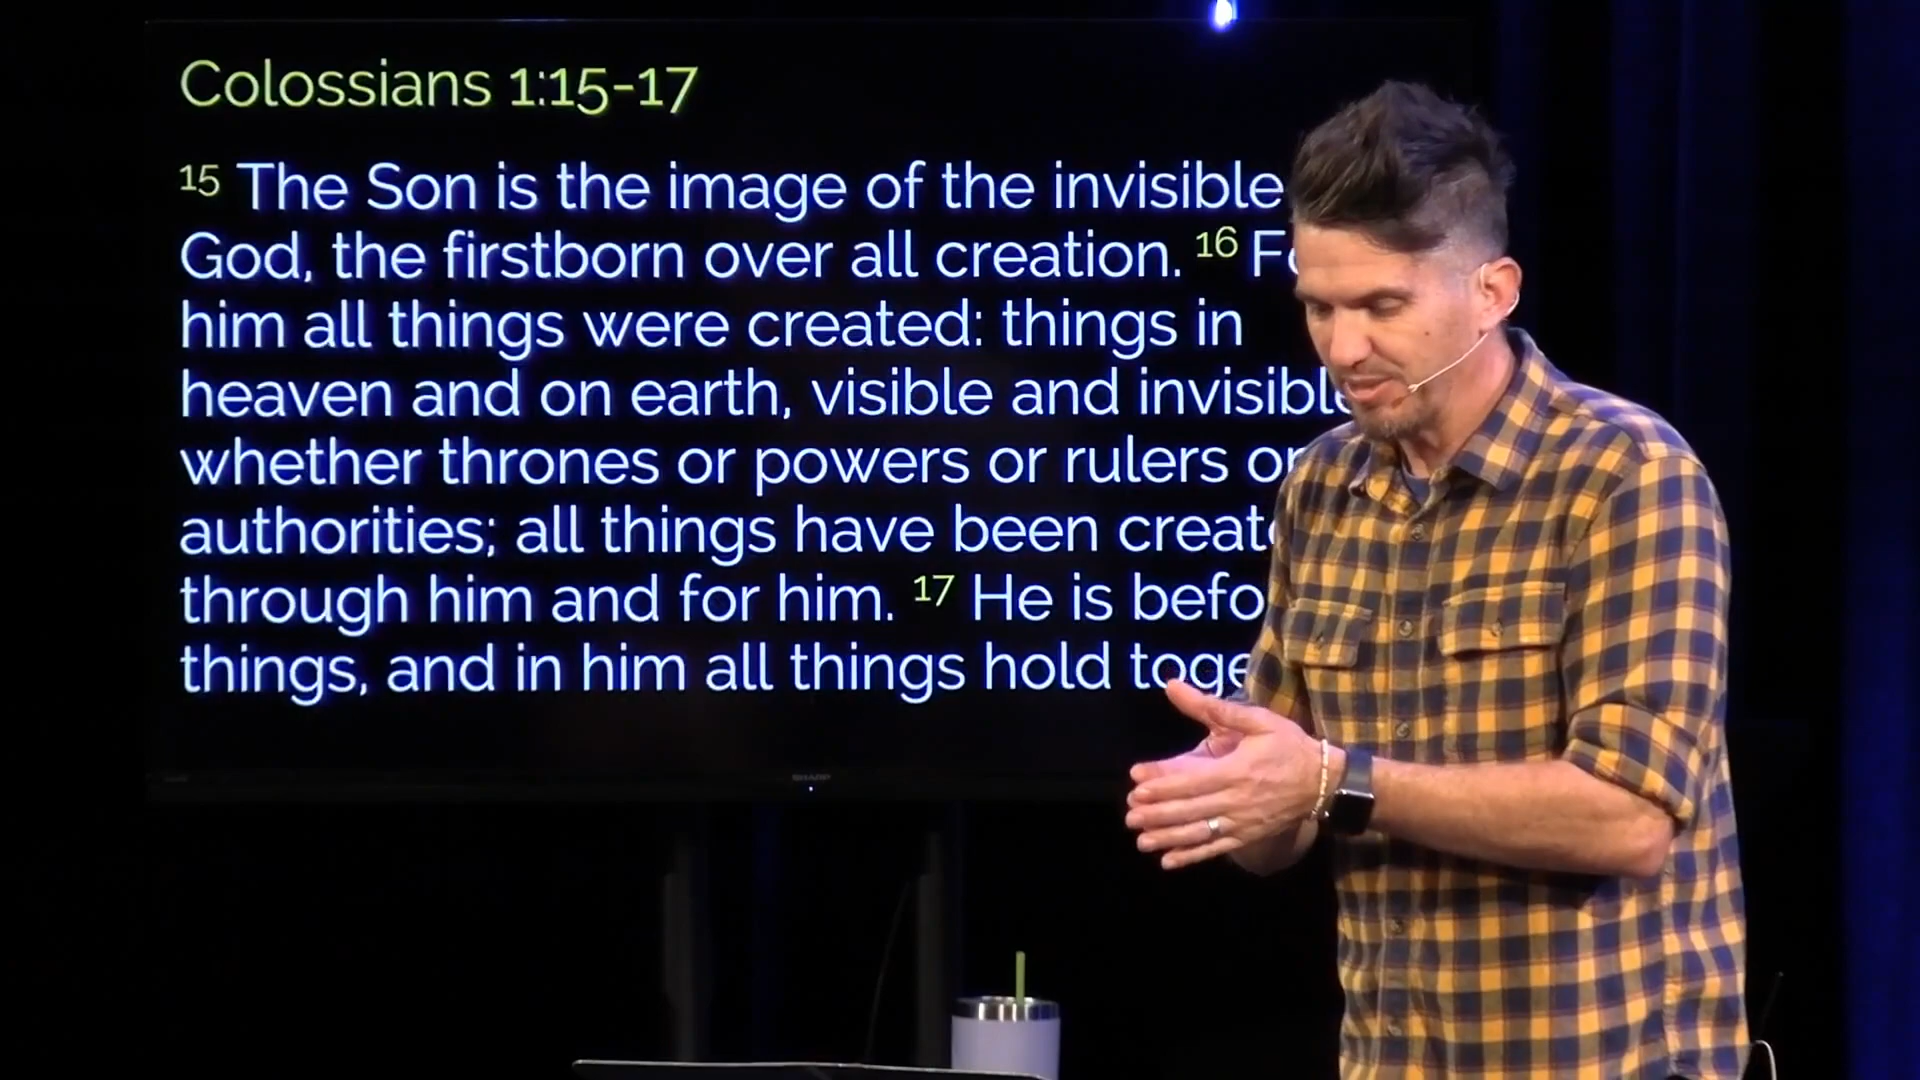 Colossians 1:15-17
15 The Son is the image of the invisible
God, the firstborn over all creation. 16
him all things were created: things in
heaven and on earth, visible and
whether thrones or powers or rulers or
authorities; all things have been
through him and for him. 17 He is
things, and in him all things hold
SHARP